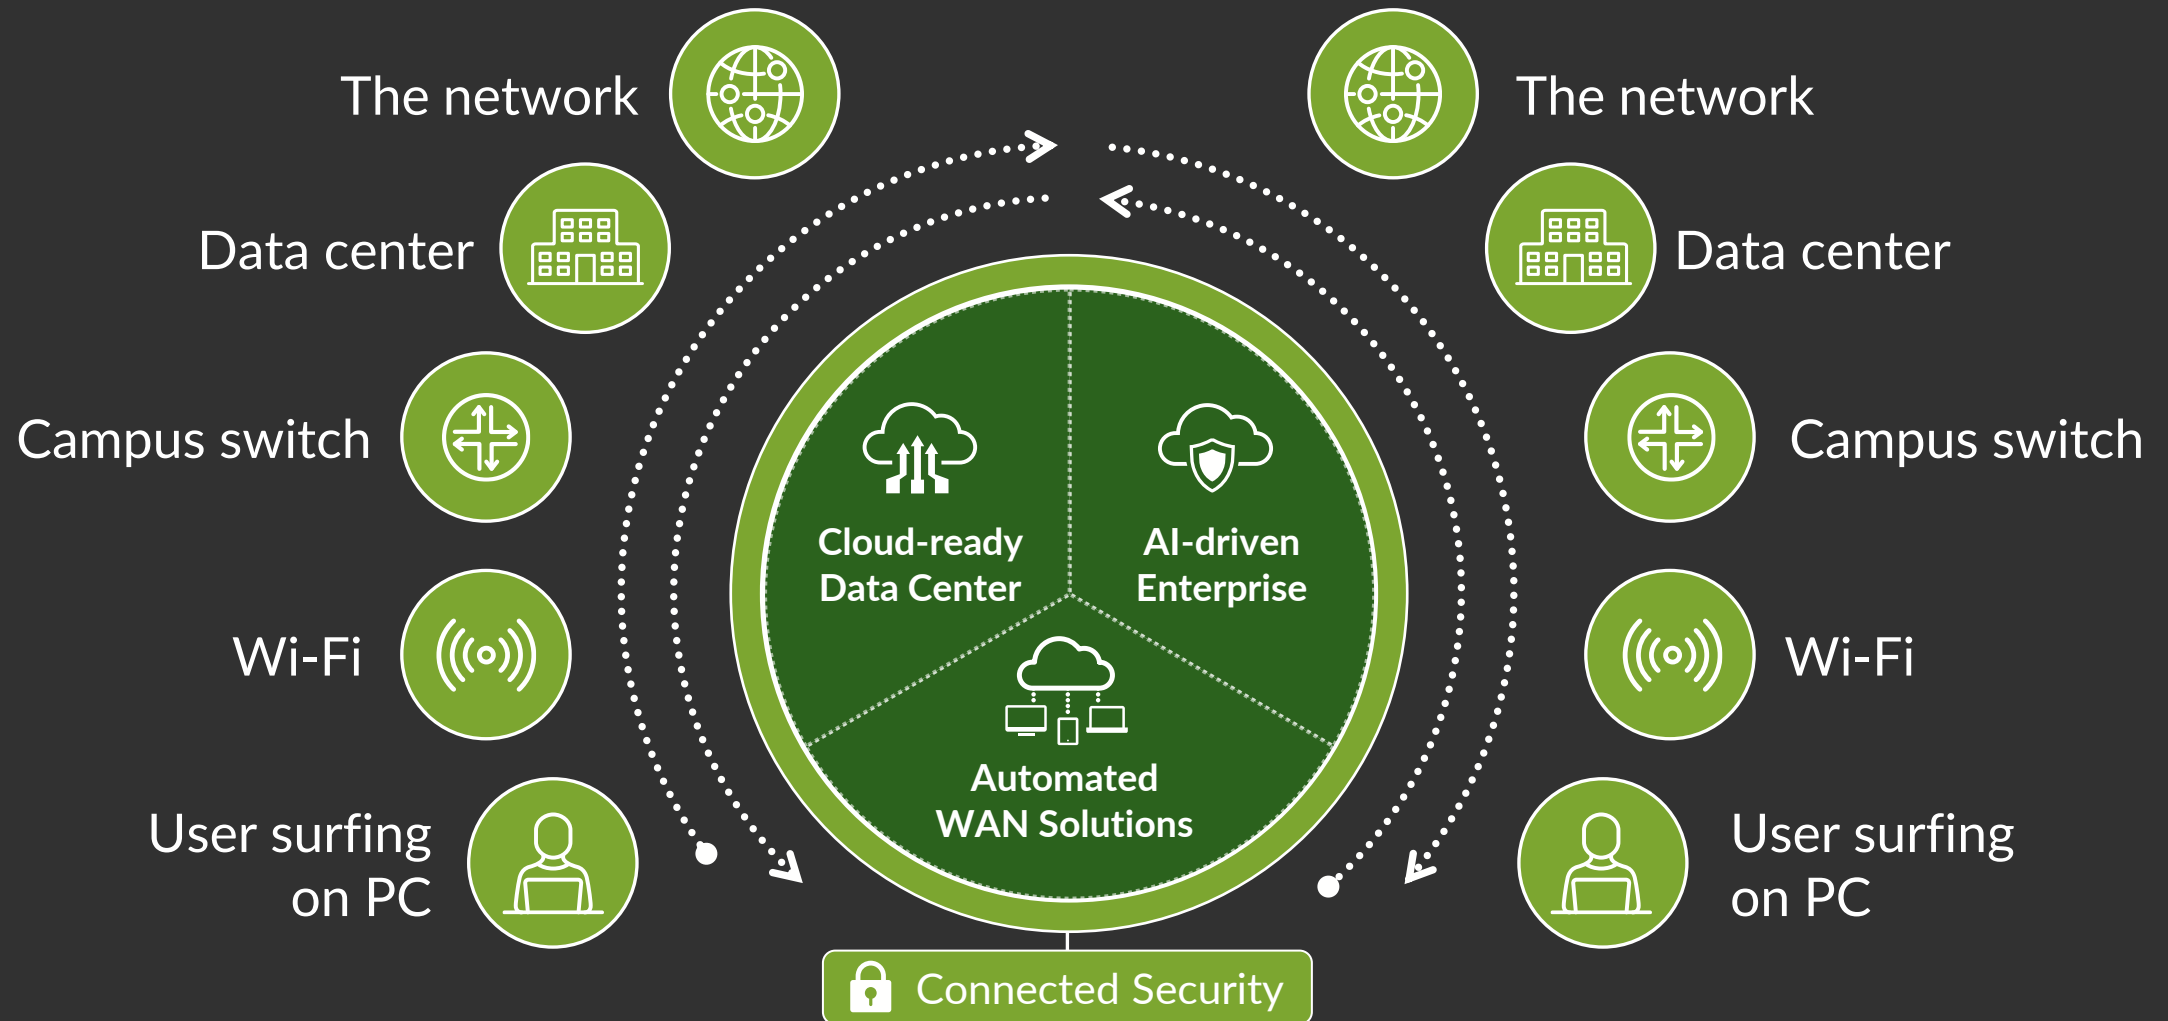 The network
Data center
Campus switch
Wi-Fi
User surfing
on PC
Cloud-ready
Data Center
AI-driven
Enterprise
Automated
WAN Solutions
Connected Security
The network
Data center
Campus switch
Wi-Fi
User surfing
on PC